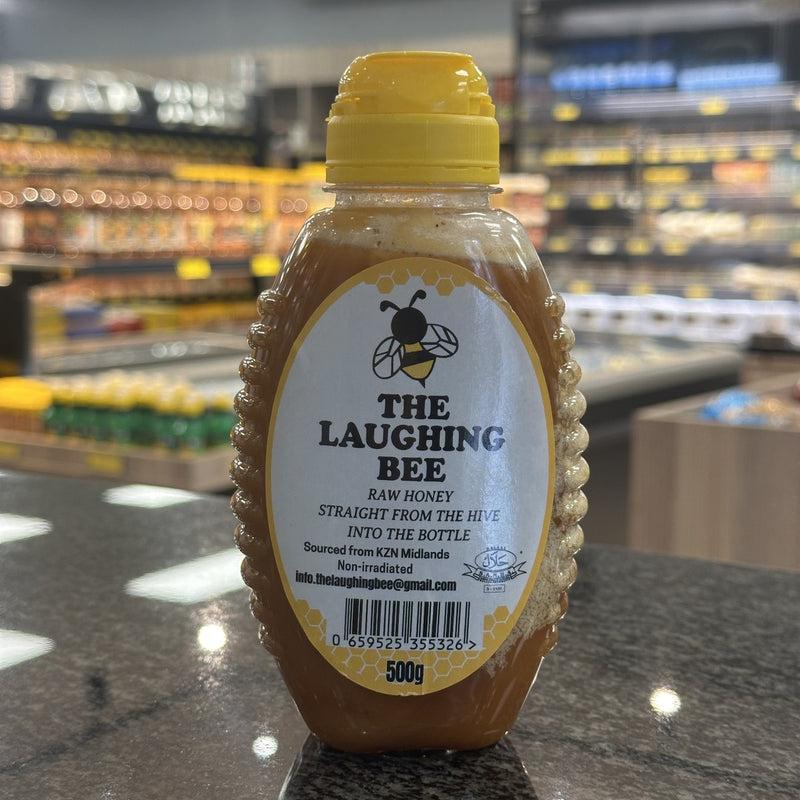 THE
LAUGHING
BEE
RAW HONEY
STRAIGHT FROM THE HIVE
INTO THE BOTTLE
Sourced from KZN Midlands
Non-irradiated
info.thelaughingbee@gmail.com
حلال
0 659525 355326 >
500g